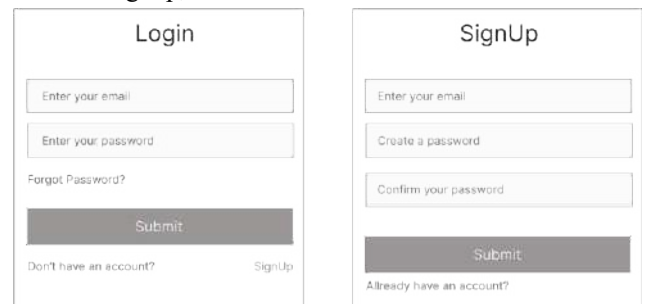 Login
Enter your email
Enter your password
Forgot Password?
Submit
Don't have an account? SignUp
SignUp
Enter your email
Create a password
Confirm your password
Submit
Allready have an account?